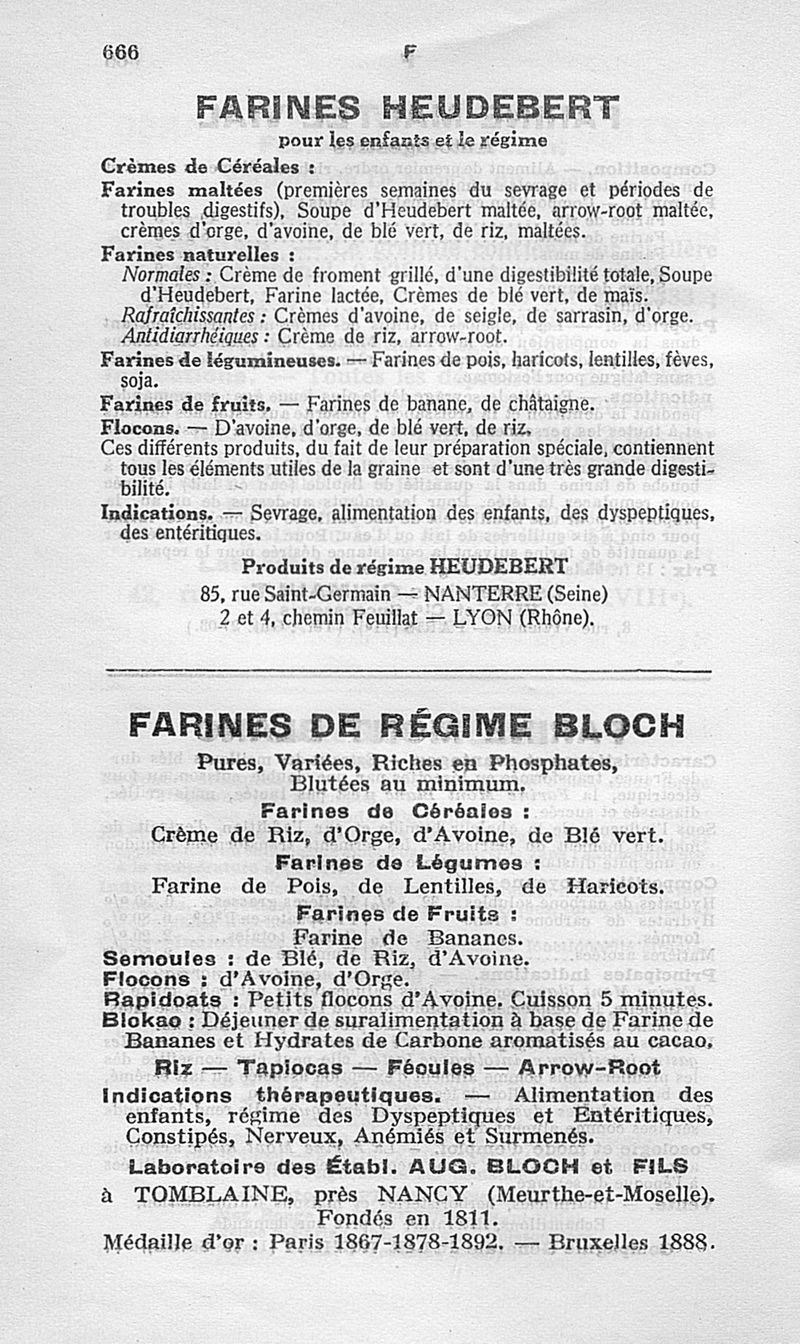 666 F
FARINES HEUDEBERT
pour les enfants et le régime
Crèmes de Céréales :
Farines maltées (premières semaines du sevrage et périodes de
troubles digestifs), Soupe d'Heudebert maltée, arrow-root maltée,
crèmes d'orge, d'avoine, de blé vert, de riz, maltées.
Farines naturelles :
Normales : Crème de froment grillé, d'une digestibilité totale, Soupe
d'Heudebert, Farine lactée, Crèmes de blé vert, de maïs.
Rafraîchissantes : Crèmes d'avoine, de seigle, de sarrasin, d'orge.
Antidiarrhéiques : Crème de riz, arrow-root.
Farines de légumineuses. — Farines de pois, haricots, lentilles, fèves,
soja.
Farines de fruits. — Farines de banane, de châtaigne.
Flocons. — D'avoine, d'orge, de blé vert, de riz.
Ces différents produits, du fait de leur préparation spéciale, contiennent
tous les éléments utiles de la graine et sont d'une très grande digesti-
bilité.
Indications. — Sevrage, alimentation des enfants, des dyspeptiques,
des entéritiques.
Produits de régime HEUDEBERT
85, rue Saint-Germain — NANTERRE (Seine)
2 et 4, chemin Feuillat — LYON (Rhône).
FARINES DE RÉGIME BLOCH
Pures, Variées, Riches en Phosphates,
Blutées au minimum.
Farines de Céréales :
Crème de Riz, d'Orge, d'Avoine, de Blé vert.
Farines de Légumes :
Farine de Pois, de Lentilles, de Haricots.
Farines de Fruits :
Farine de Bananes.
Semoules : de Blé, de Riz, d'Avoine.
Flocons : d'Avoine, d'Orge.
Rapidoats : Petits flocons d'Avoine. Cuisson 5 minutes.
Blokao : Déjeuner de suralimentation à base de Farine de
Bananes et Hydrates de Carbone aromatisés au cacao.
Riz — Tapiocas — Fécules — Arrow-Root
Indications thérapeutiques. — Alimentation des
enfants, régime des Dyspeptiques et Entéritiques,
Constipés, Nerveux, Anémiés et Surmenés.
Laboratoire des Établ. AUG. BLOCH et FILS
à TOMBLAINE, près NANCY (Meurthe-et-Moselle).
Fondés en 1811.
Médaille d'or : Paris 1867-1878-1892. — Bruxelles 1888.